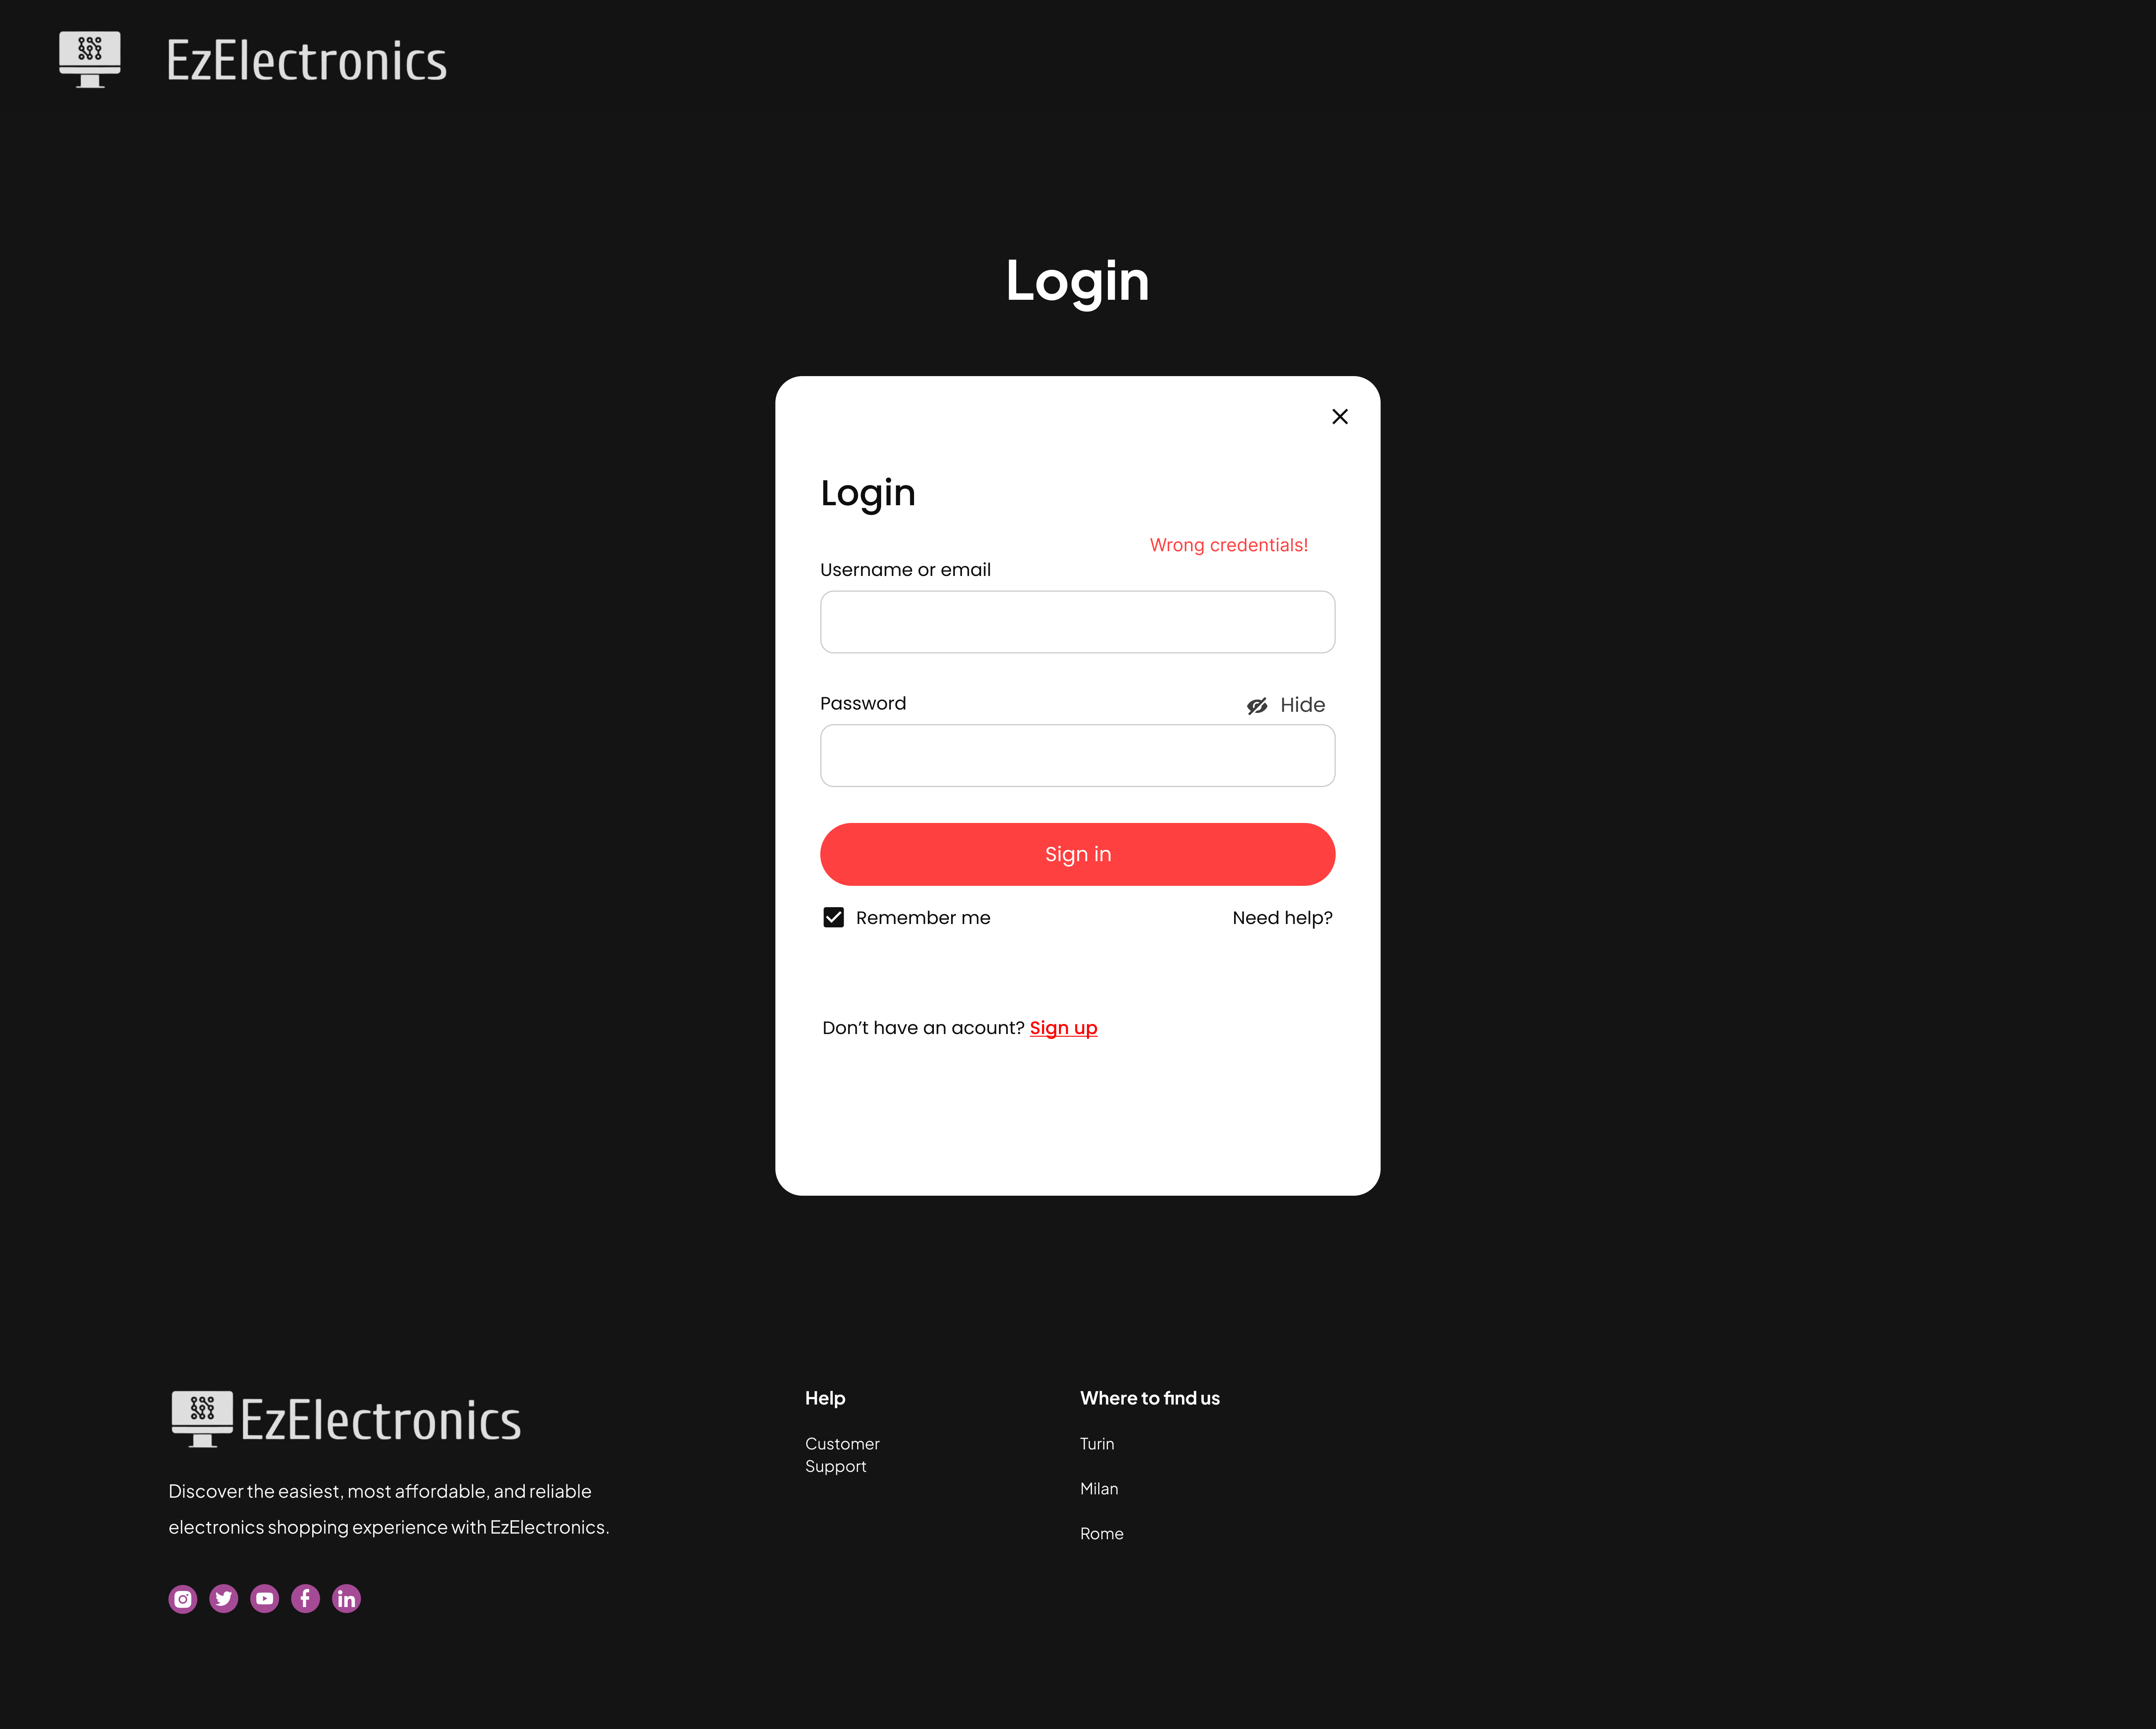 EzElectronics
Login
Login
Wrong credentials!
Username or email
Password
Hide
Sign in
Remember me
Need help?
Don’t have an acount? Sign up
EzElectronics
Discover the easiest, most affordable, and reliable
electronics shopping experience with EzElectronics.
Help
Customer
Support
Where to find us
Turin
Milan
Rome